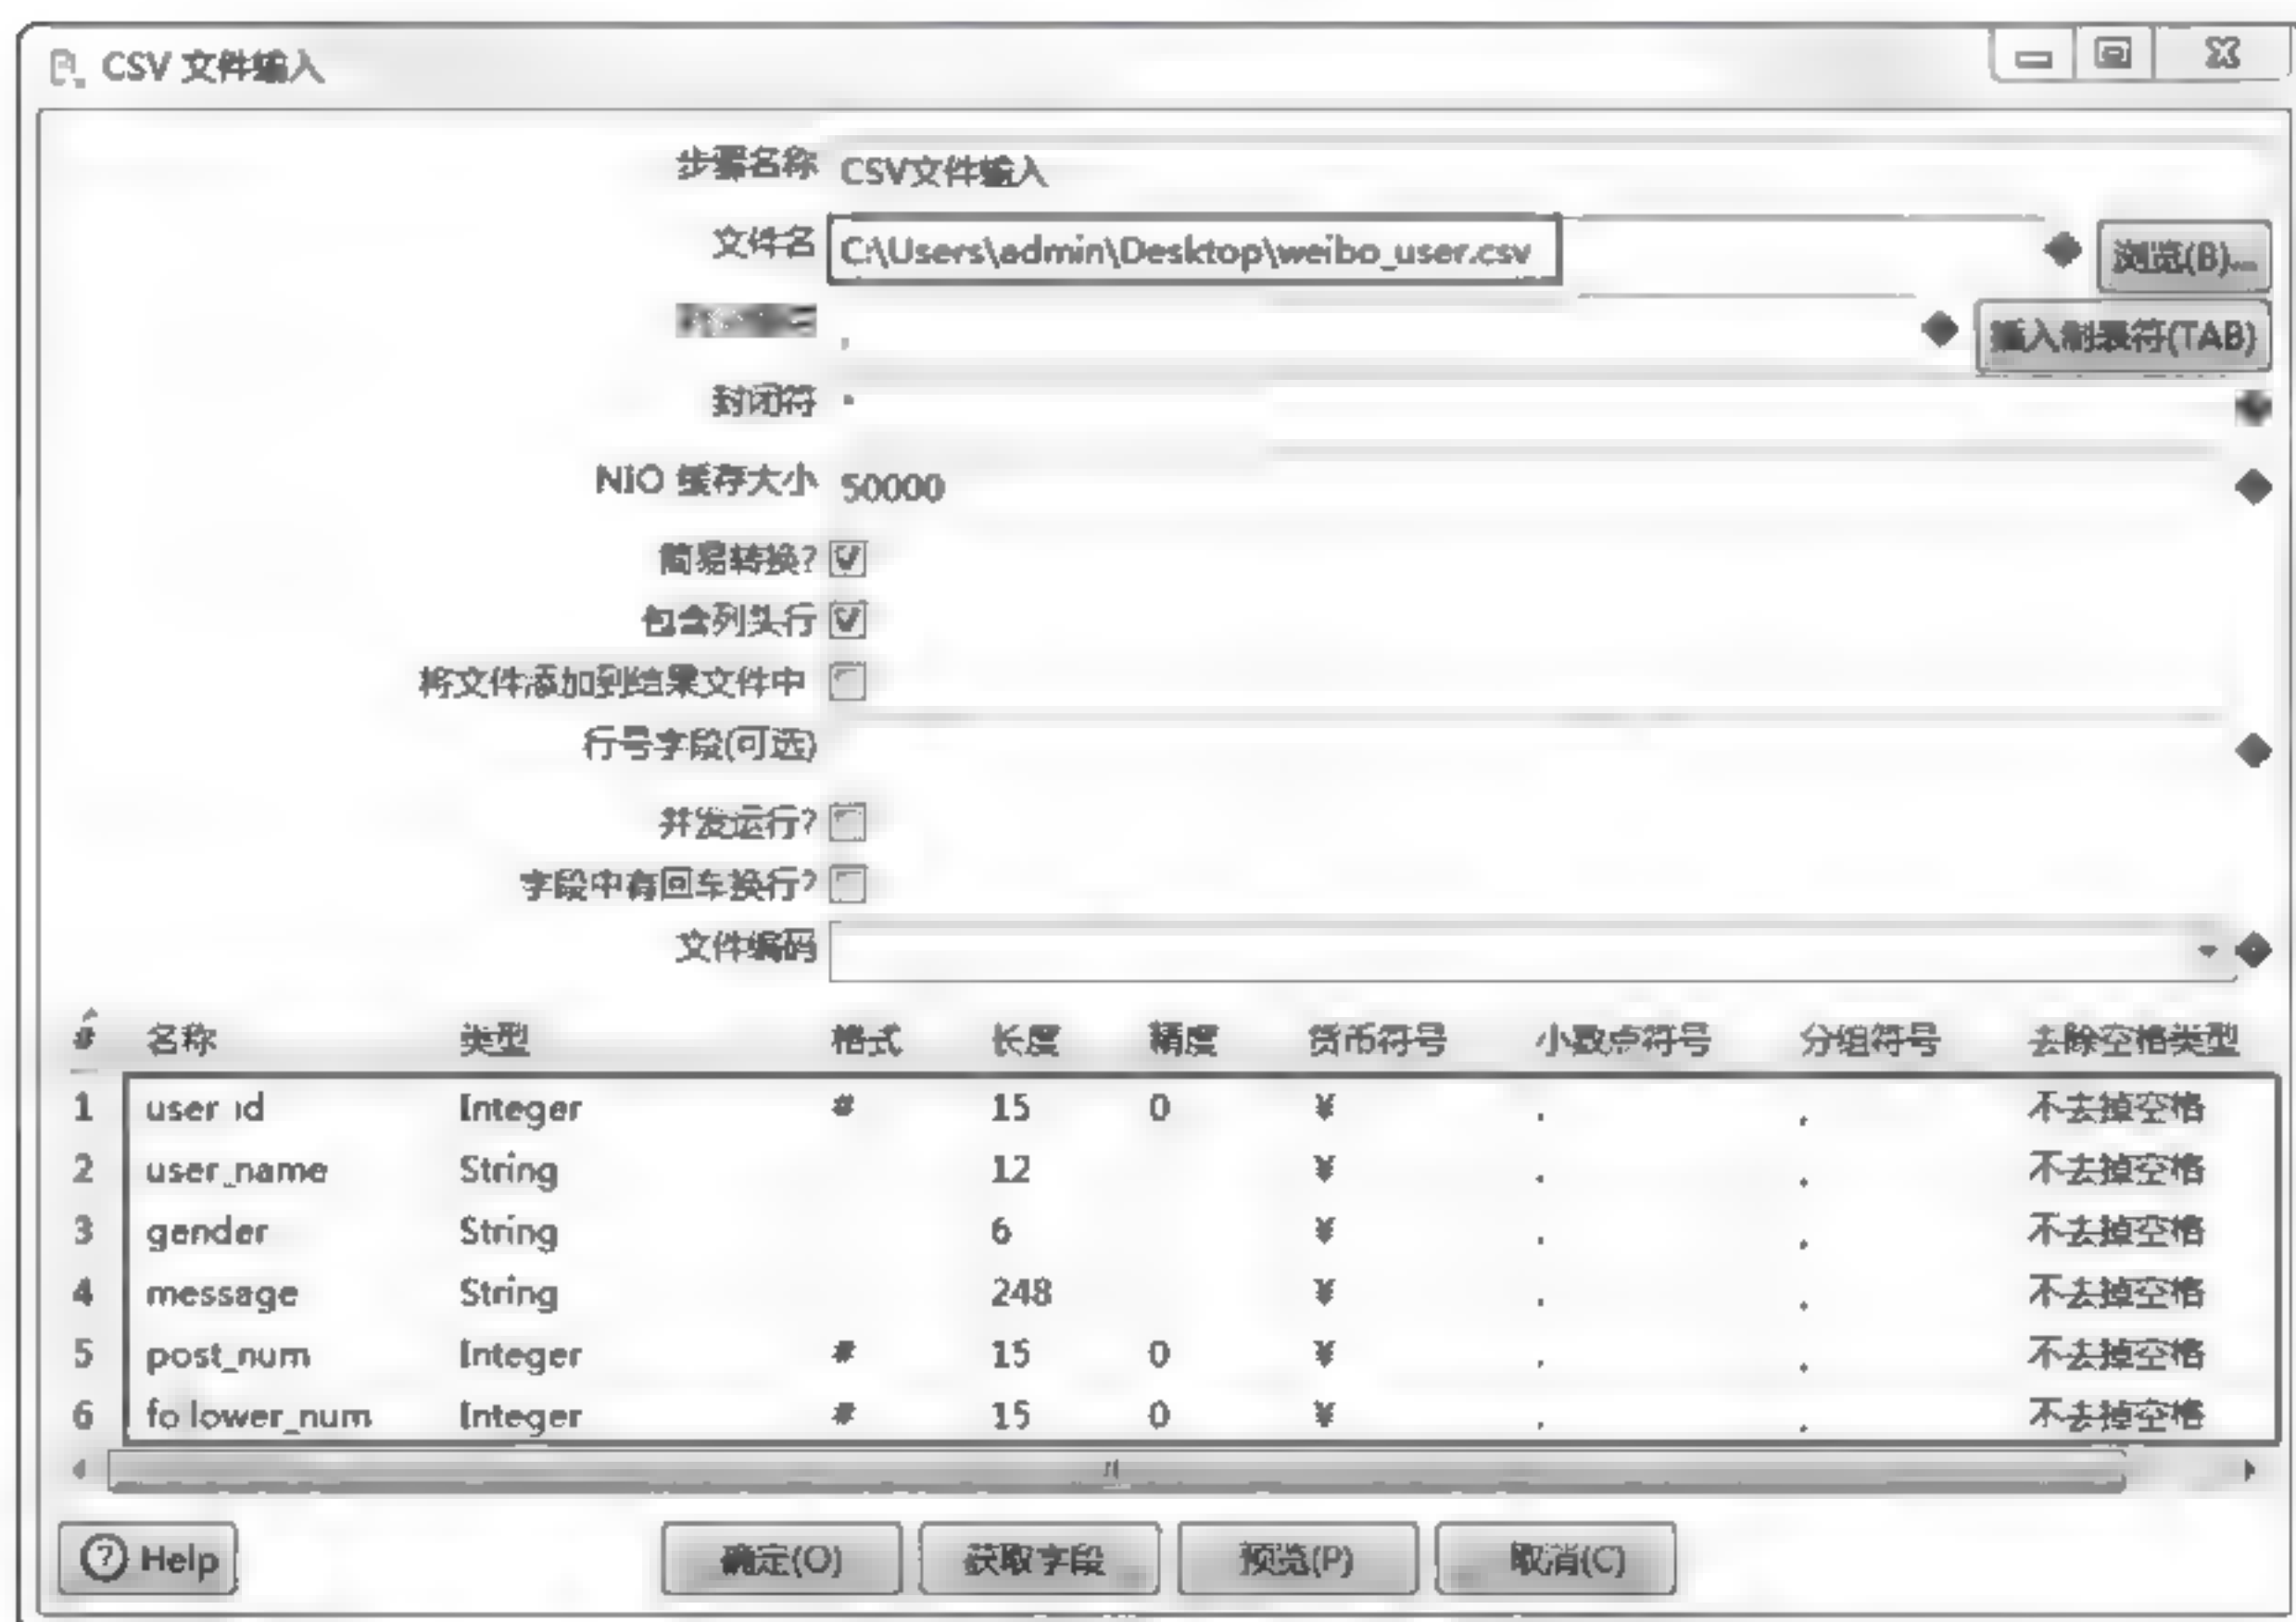 CSV 文件输入
步骤名称 CSV文件输入
文件名 C:\Users\admin\Desktop\weibo_user.csv 浏览(B)...
, 插入制表符(TAB)
封闭符 "
NIO 缓存大小 50000
简易转换?
包含列头行
将文件添加到结果文件中
行号字段(可选)
并发运行?
字段中有回车换行?
文件编码
# 名称 类型 格式 长度 精度 货币符号 小数点符号 分组符号 去除空格类型
1 user_id Integer # 15 0 ¥ . , 不去掉空格
2 user_name String 12 ¥ . , 不去掉空格
3 gender String 6 ¥ . , 不去掉空格
4 message String 248 ¥ . , 不去掉空格
5 post_num Integer # 15 0 ¥ . , 不去掉空格
6 follower_num Integer # 15 0 ¥ . , 不去掉空格
Help 确定(O) 获取字段 预览(P) 取消(C)